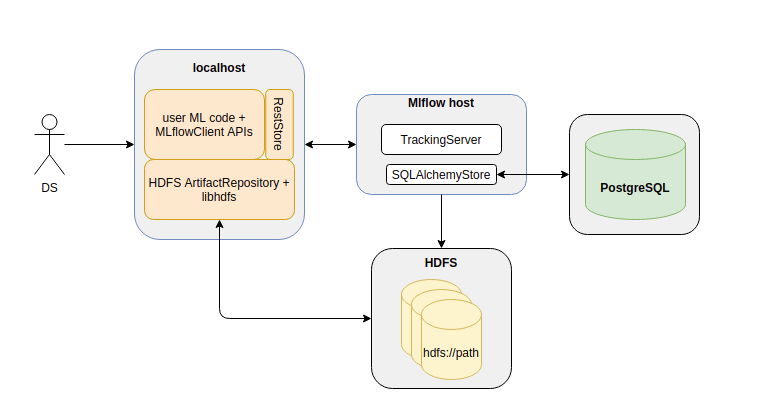 localhost
user ML code +
MLflowClient APIs
RestStore
HDFS ArtifactRepository +
libhdfs
DS
Mlflow host
TrackingServer
SQLAlchemyStore
PostgreSQL
HDFS
hdfs://path